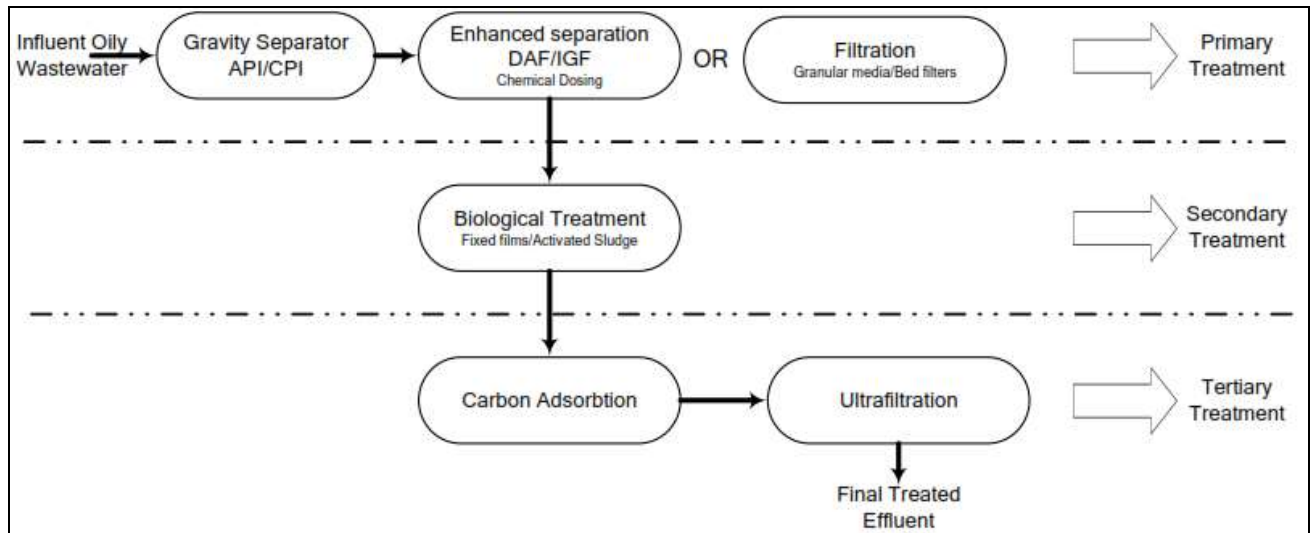 Influent Oily
Wastewater
Gravity Separator
API/CPI
Enhanced separation
DAF/IGF
Chemical Dosing
OR
Filtration
Granular media/Bed filters
Primary
Treatment
Biological Treatment
Fixed films/Activated Sludge
Secondary
Treatment
Carbon Adsorbtion
Ultrafiltration
Tertiary
Treatment
Final Treated
Effluent